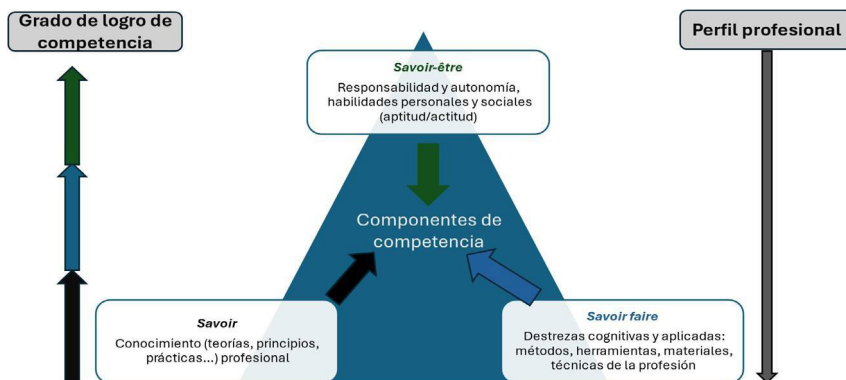 Grado de logro de
competencia
Perfil profesional
Savoir-être
Responsabilidad y autonomía,
habilidades personales y sociales
(aptitud/actitud)
Componentes de
competencia
Savoir
Conocimiento (teorías, principios,
prácticas...) profesional
Savoir faire
Destrezas cognitivas y aplicadas:
métodos, herramientas, materiales,
técnicas de la profesión